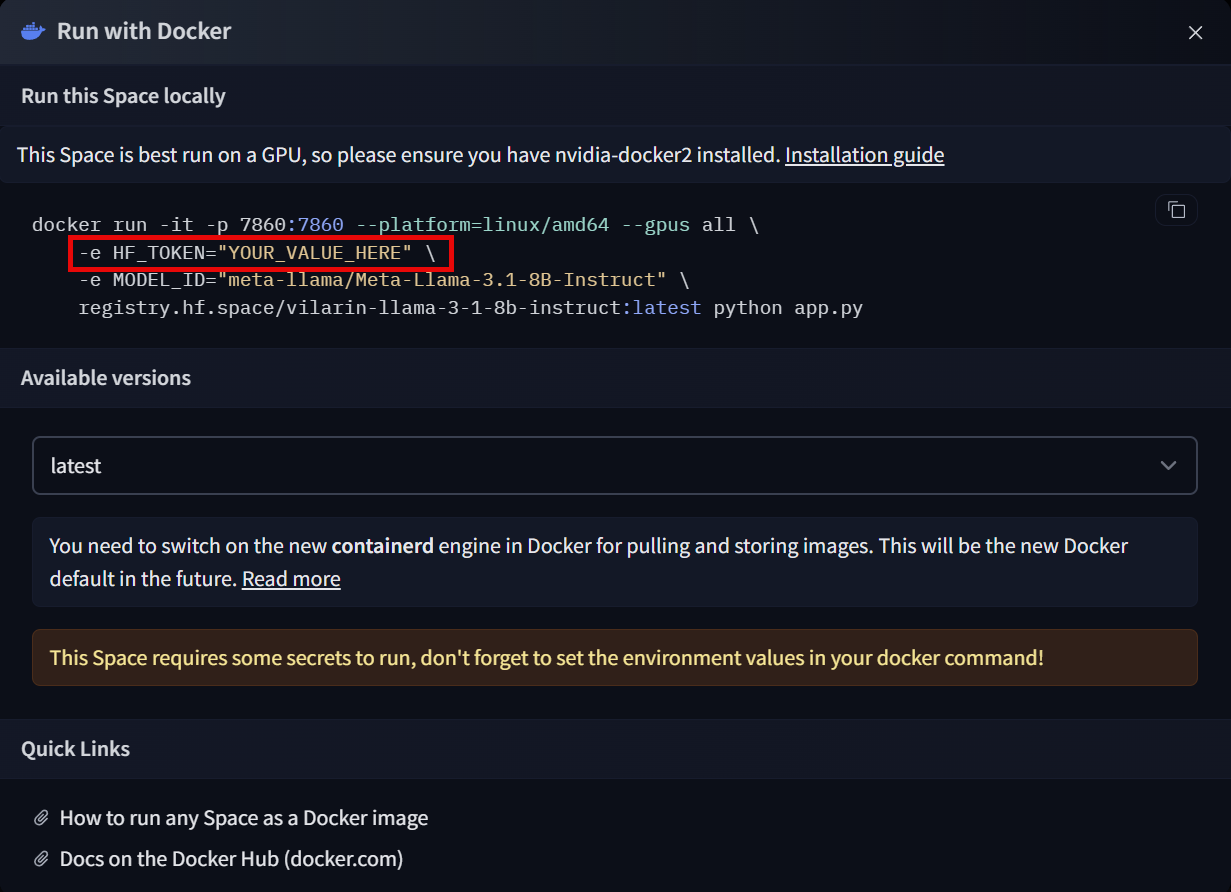 Run with Docker
Run this Space locally
This Space is best run on a GPU, so please ensure you have nvidia-docker2 installed. Installation guide
docker run -it -p 7860:7860 --platform=linux/amd64 --gpus all \
-e HF_TOKEN="YOUR_VALUE_HERE" \
-e MODEL_ID="meta-llama/Meta-Llama-3.1-8B-Instruct" \
registry.hf.space/vilarin-llama-3-1-8b-instruct:latest python app.py
Available versions
latest
You need to switch on the new containerd engine in Docker for pulling and storing images. This will be the new Docker
default in the future. Read more
This Space requires some secrets to run, don't forget to set the environment values in your docker command!
Quick Links
How to run any Space as a Docker image
Docs on the Docker Hub (docker.com)